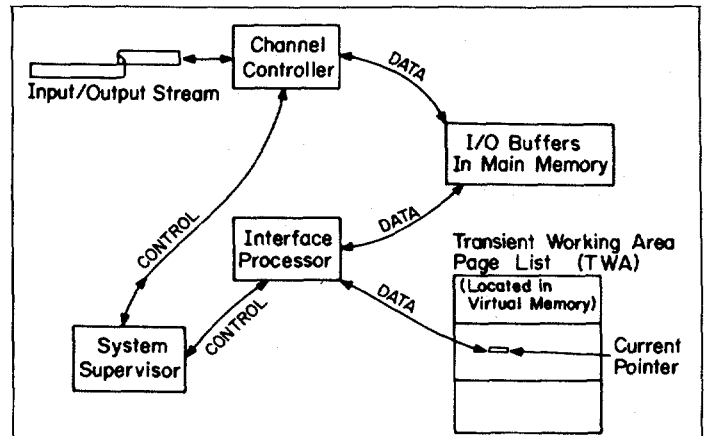 Channel
Controller
Input/Output Stream
DATA
I/O Buffers
In Main Memory
DATA
CONTROL
Interface
Processor
Transient Working Area
Page List (TWA)
(Located in
Virtual Memory)
DATA
CONTROL
System
Supervisor
Current
Pointer